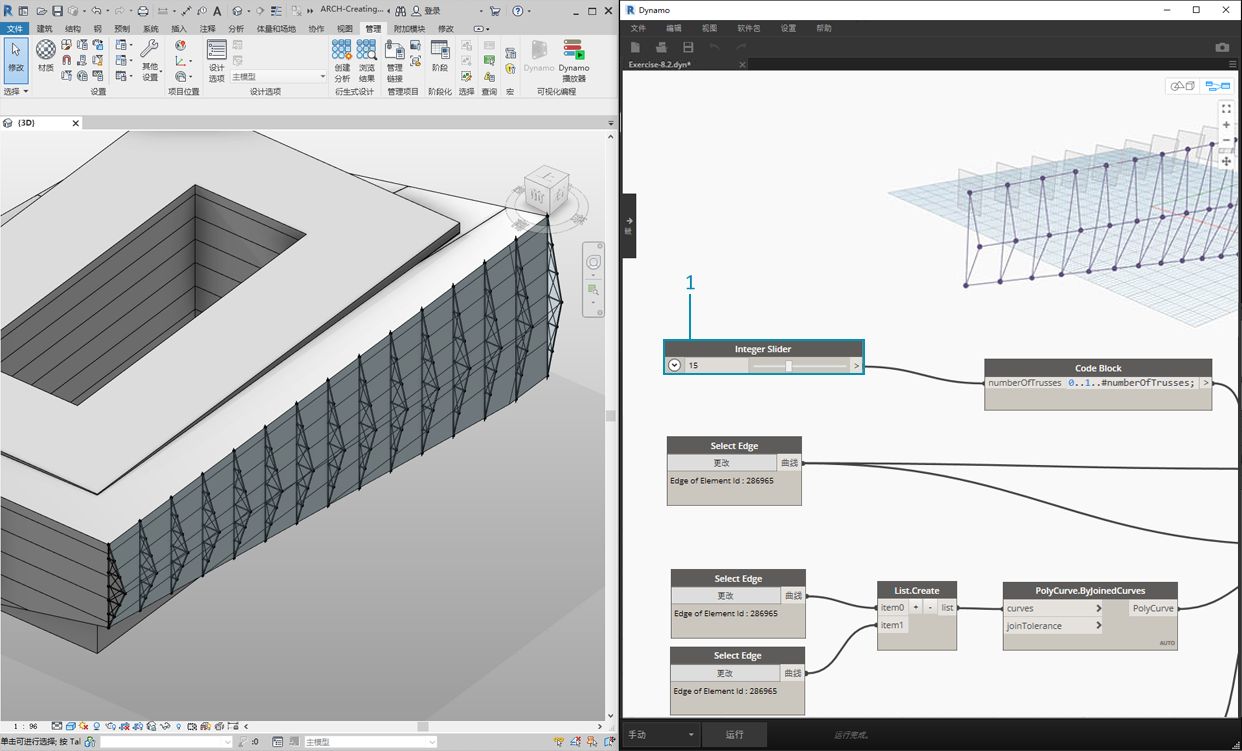 ARCH-Creating...
登录
文件 建筑 结构 钢 预制 系统 插入 注释 分析 体量和场地 协作 视图 管理 附加模块 修改
修改
材质
其他
设置
设计
选项
主模型
创建
分析
浏览
结果
管理
链接
阶段
Dynamo
Dynamo
播放器
选择 设置 项目位置 设计选项 衍生式设计 管理项目 阶段化 选择 查询 宏 可视化编程
{3D}
1 : 96
单击可进行选择; 按 Tal
:0
主模型
Dynamo
文件 编辑 视图 软件包 设置 帮助
Exercise-8.2.dyn*
1
Integer Slider
15 >
Code Block
numberOfTrusses 0..1..#numberOfTrusses; >
Select Edge
更改 曲线
Edge of Element Id : 286965
Select Edge
更改 曲线
Edge of Element Id : 286965
Select Edge
更改 曲线
Edge of Element Id : 286965
List.Create
item0 + - list
item1
PolyCurve.ByJoinedCurves
curves > PolyCurve
joinTolerance >
AUTO
手动 运行 运行完成。